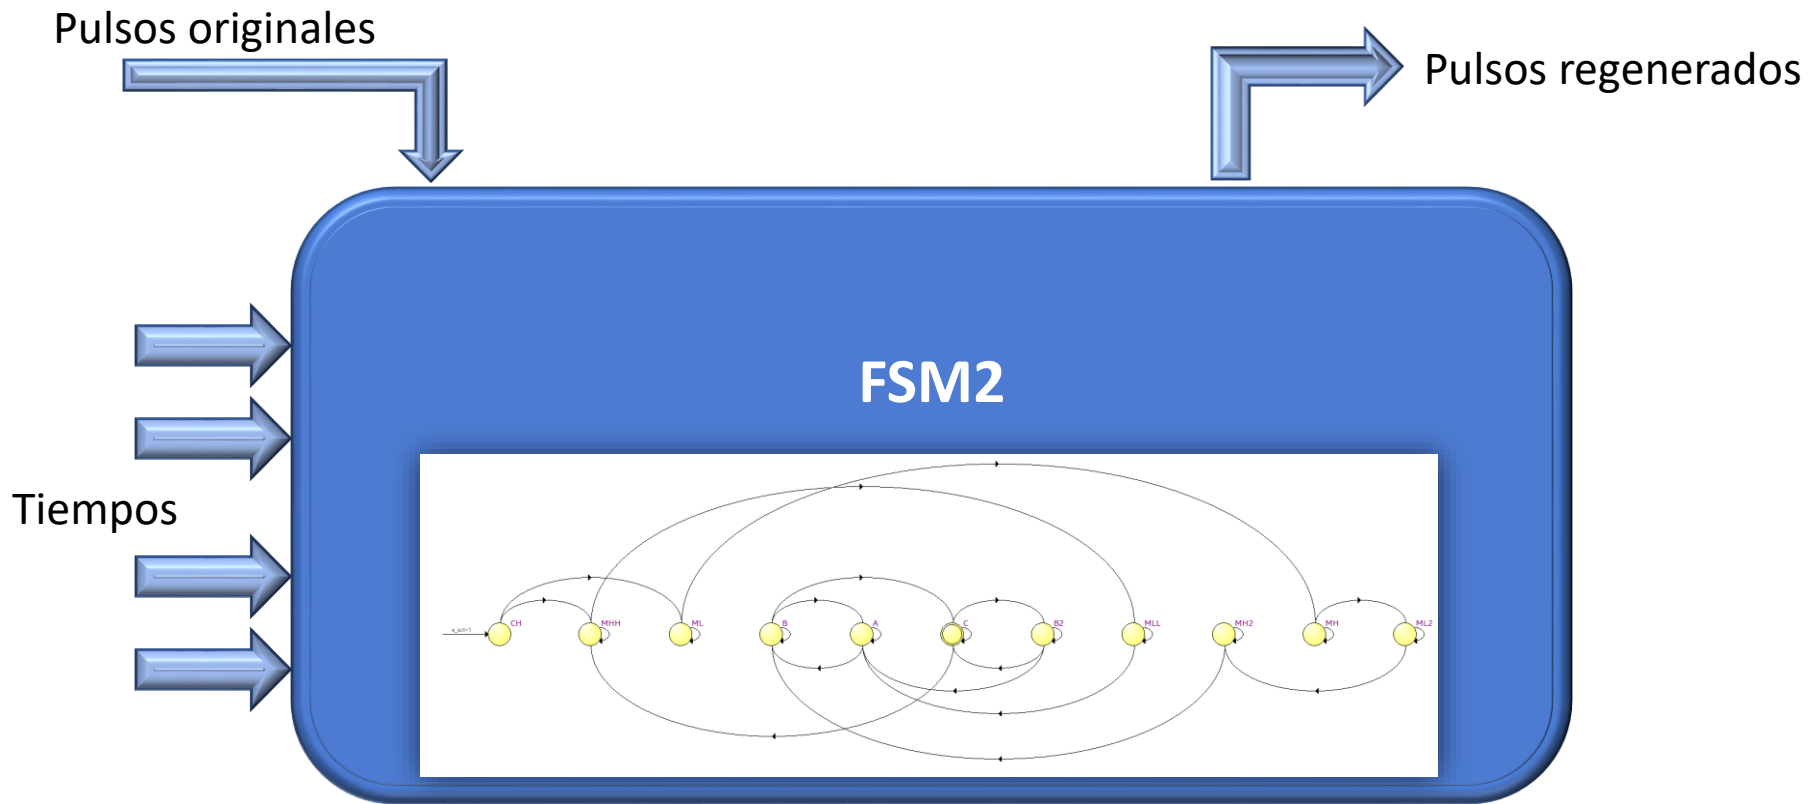 Pulsos originales
Pulsos regenerados
FSM2
Tiempos
CH
MHH
ML
B
A
C
B2
MLL
MH2
MH
ML2